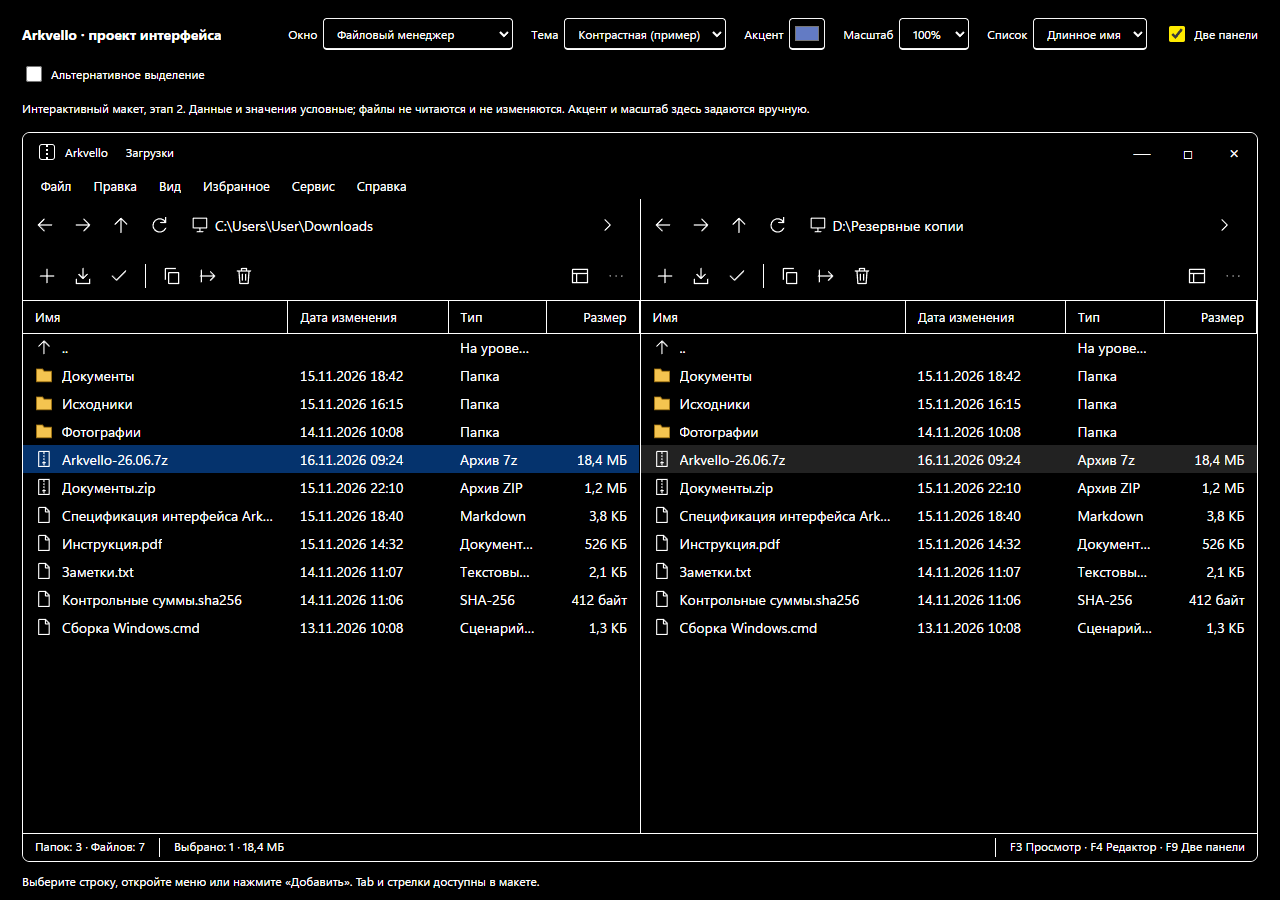 Arkvello · проект интерфейса
Окно Файловый менеджер Тема Контрастная (пример) Акцент Масштаб 100% Список Длинное имя Две панели
Альтернативное выделение
Интерактивный макет, этап 2. Данные и значения условные; файлы не читаются и не изменяются. Акцент и масштаб здесь задаются вручную.
Arkvello Загрузки
Файл Правка Вид Избранное Сервис Справка
C:\Users\User\Downloads
D:\Резервные копии
Имя Дата изменения Тип Размер Имя Дата изменения Тип Размер
.. На урове... .. На урове...
Документы 15.11.2026 18:42 Папка Документы 15.11.2026 18:42 Папка
Исходники 15.11.2026 16:15 Папка Исходники 15.11.2026 16:15 Папка
Фотографии 14.11.2026 10:08 Папка Фотографии 14.11.2026 10:08 Папка
Arkvello-26.06.7z 16.11.2026 09:24 Архив 7z 18,4 МБ Arkvello-26.06.7z 16.11.2026 09:24 Архив 7z 18,4 МБ
Документы.zip 15.11.2026 22:10 Архив ZIP 1,2 МБ Документы.zip 15.11.2026 22:10 Архив ZIP 1,2 МБ
Спецификация интерфейса Ark... 15.11.2026 18:40 Markdown 3,8 КБ Спецификация интерфейса Ark... 15.11.2026 18:40 Markdown 3,8 КБ
Инструкция.pdf 15.11.2026 14:32 Документ... 526 КБ Инструкция.pdf 15.11.2026 14:32 Документ... 526 КБ
Заметки.txt 14.11.2026 11:07 Текстовы... 2,1 КБ Заметки.txt 14.11.2026 11:07 Текстовы... 2,1 КБ
Контрольные суммы.sha256 14.11.2026 11:06 SHA-256 412 байт Контрольные суммы.sha256 14.11.2026 11:06 SHA-256 412 байт
Сборка Windows.cmd 13.11.2026 10:08 Сценарий... 1,3 КБ Сборка Windows.cmd 13.11.2026 10:08 Сценарий... 1,3 КБ
Папок: 3 · Файлов: 7 Выбрано: 1 · 18,4 МБ F3 Просмотр · F4 Редактор · F9 Две панели
Выберите строку, откройте меню или нажмите «Добавить». Tab и стрелки доступны в макете.